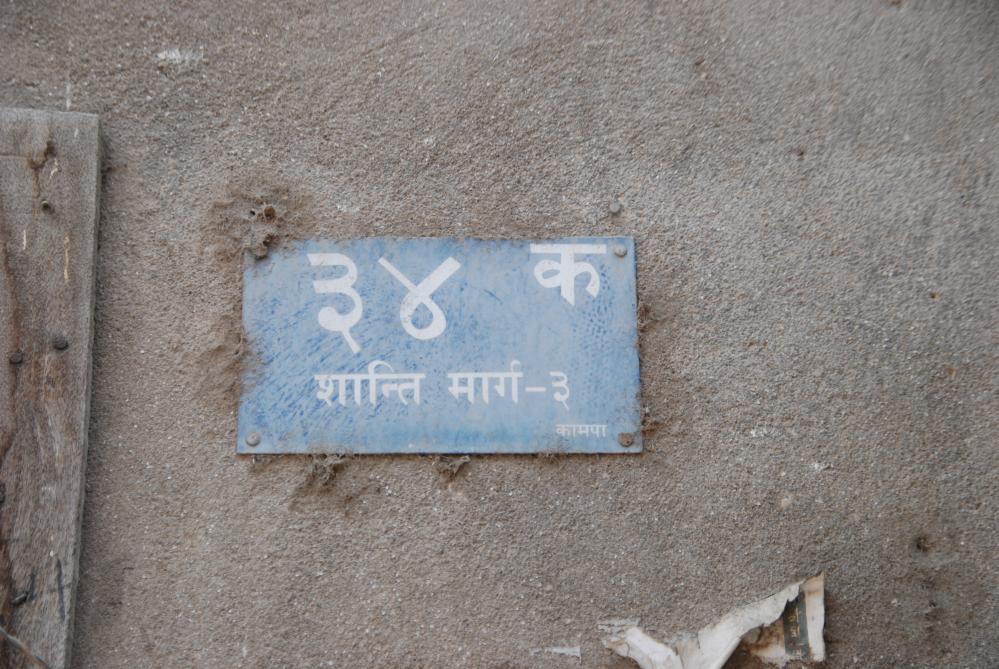 ३४ क
शान्ति मार्ग-३
कामपा